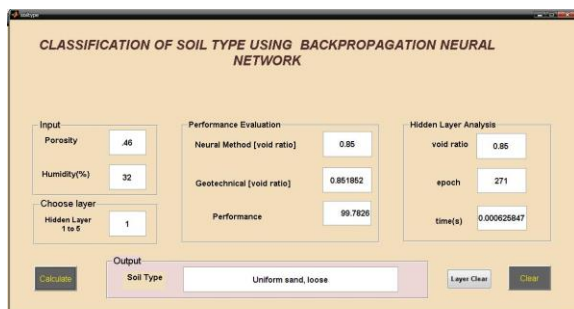 soiltype
CLASSIFICATION OF SOIL TYPE USING BACKPROPAGATION NEURAL
NETWORK
Input
Porosity
.46
Humidity(%)
32
Choose layer
Hidden Layer
1 to 5
1
Performance Evaluation
Neural Method [void ratio]
0.85
Geotechnical [void ratio]
0.851852
Performance
99.7826
Hidden Layer Analysis
void ratio
0.85
epoch
271
time(s)
0.000625847
Calculate
Output
Soil Type
Uniform sand, loose
Layer Clear
Clear